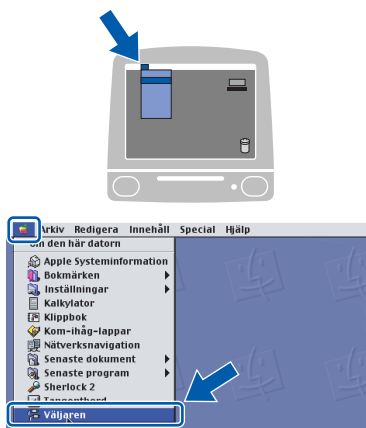 Arkiv Redigera Innehåll Special Hjälp
Om den här datorn
Apple Systeminformation
Bokmärken
Inställningar
Kalkylator
Klippbok
Kom-ihåg-lappar
Nätverksnavigation
Senaste dokument
Senaste program
Sherlock 2
Tangentbord
Väljaren